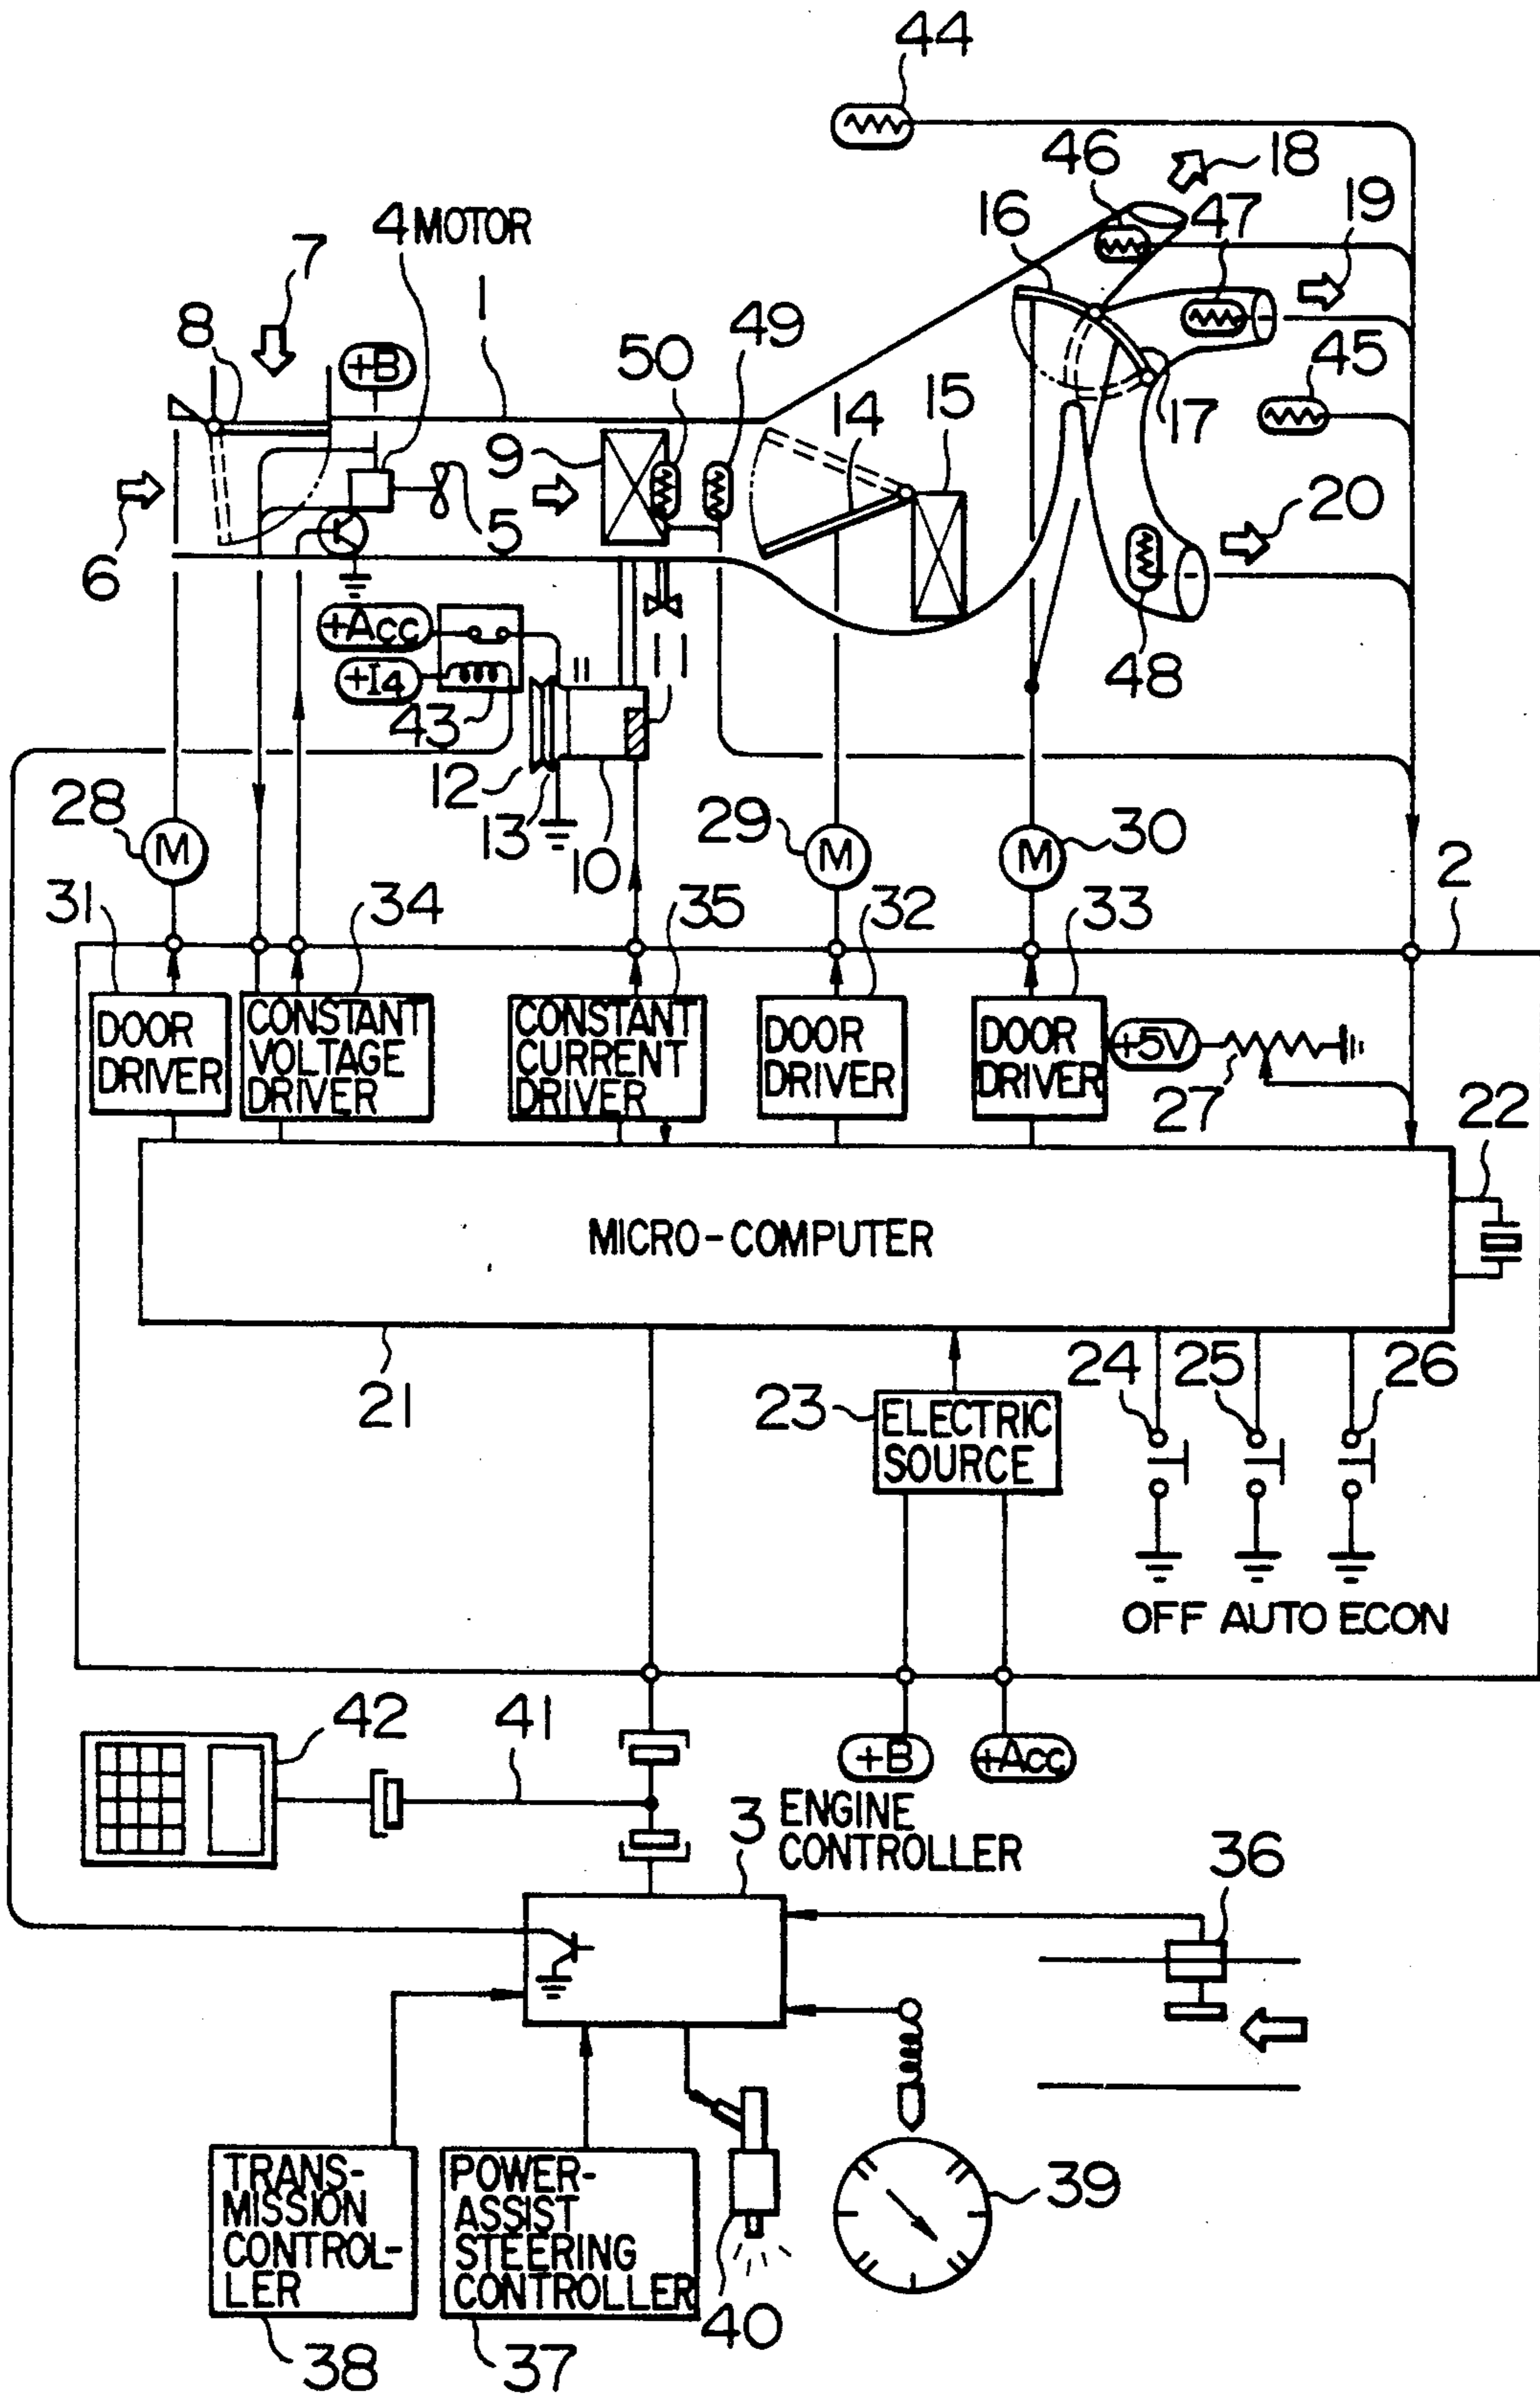 44
46
18
16
47
19
4 MOTOR
7
1
8
+B
50
49
45
14
15
17
9
5
20
6
+Acc
+I4
11
48
43
12
13
10
28
M
29
M
30
M
2
31
34
35
32
33
DOOR
DRIVER
CONSTANT
VOLTAGE
DRIVER
CONSTANT
CURRENT
DRIVER
DOOR
DRIVER
DOOR
DRIVER
+5V
27
22
MICRO-COMPUTER
21
23
ELECTRIC
SOURCE
24
25
26
OFF AUTO ECON
42
41
+B
+Acc
3
ENGINE
CONTROLLER
36
TRANS-
MISSION
CONTROL-
LER
POWER-
ASSIST
STEERING
CONTROLLER
39
40
38
37